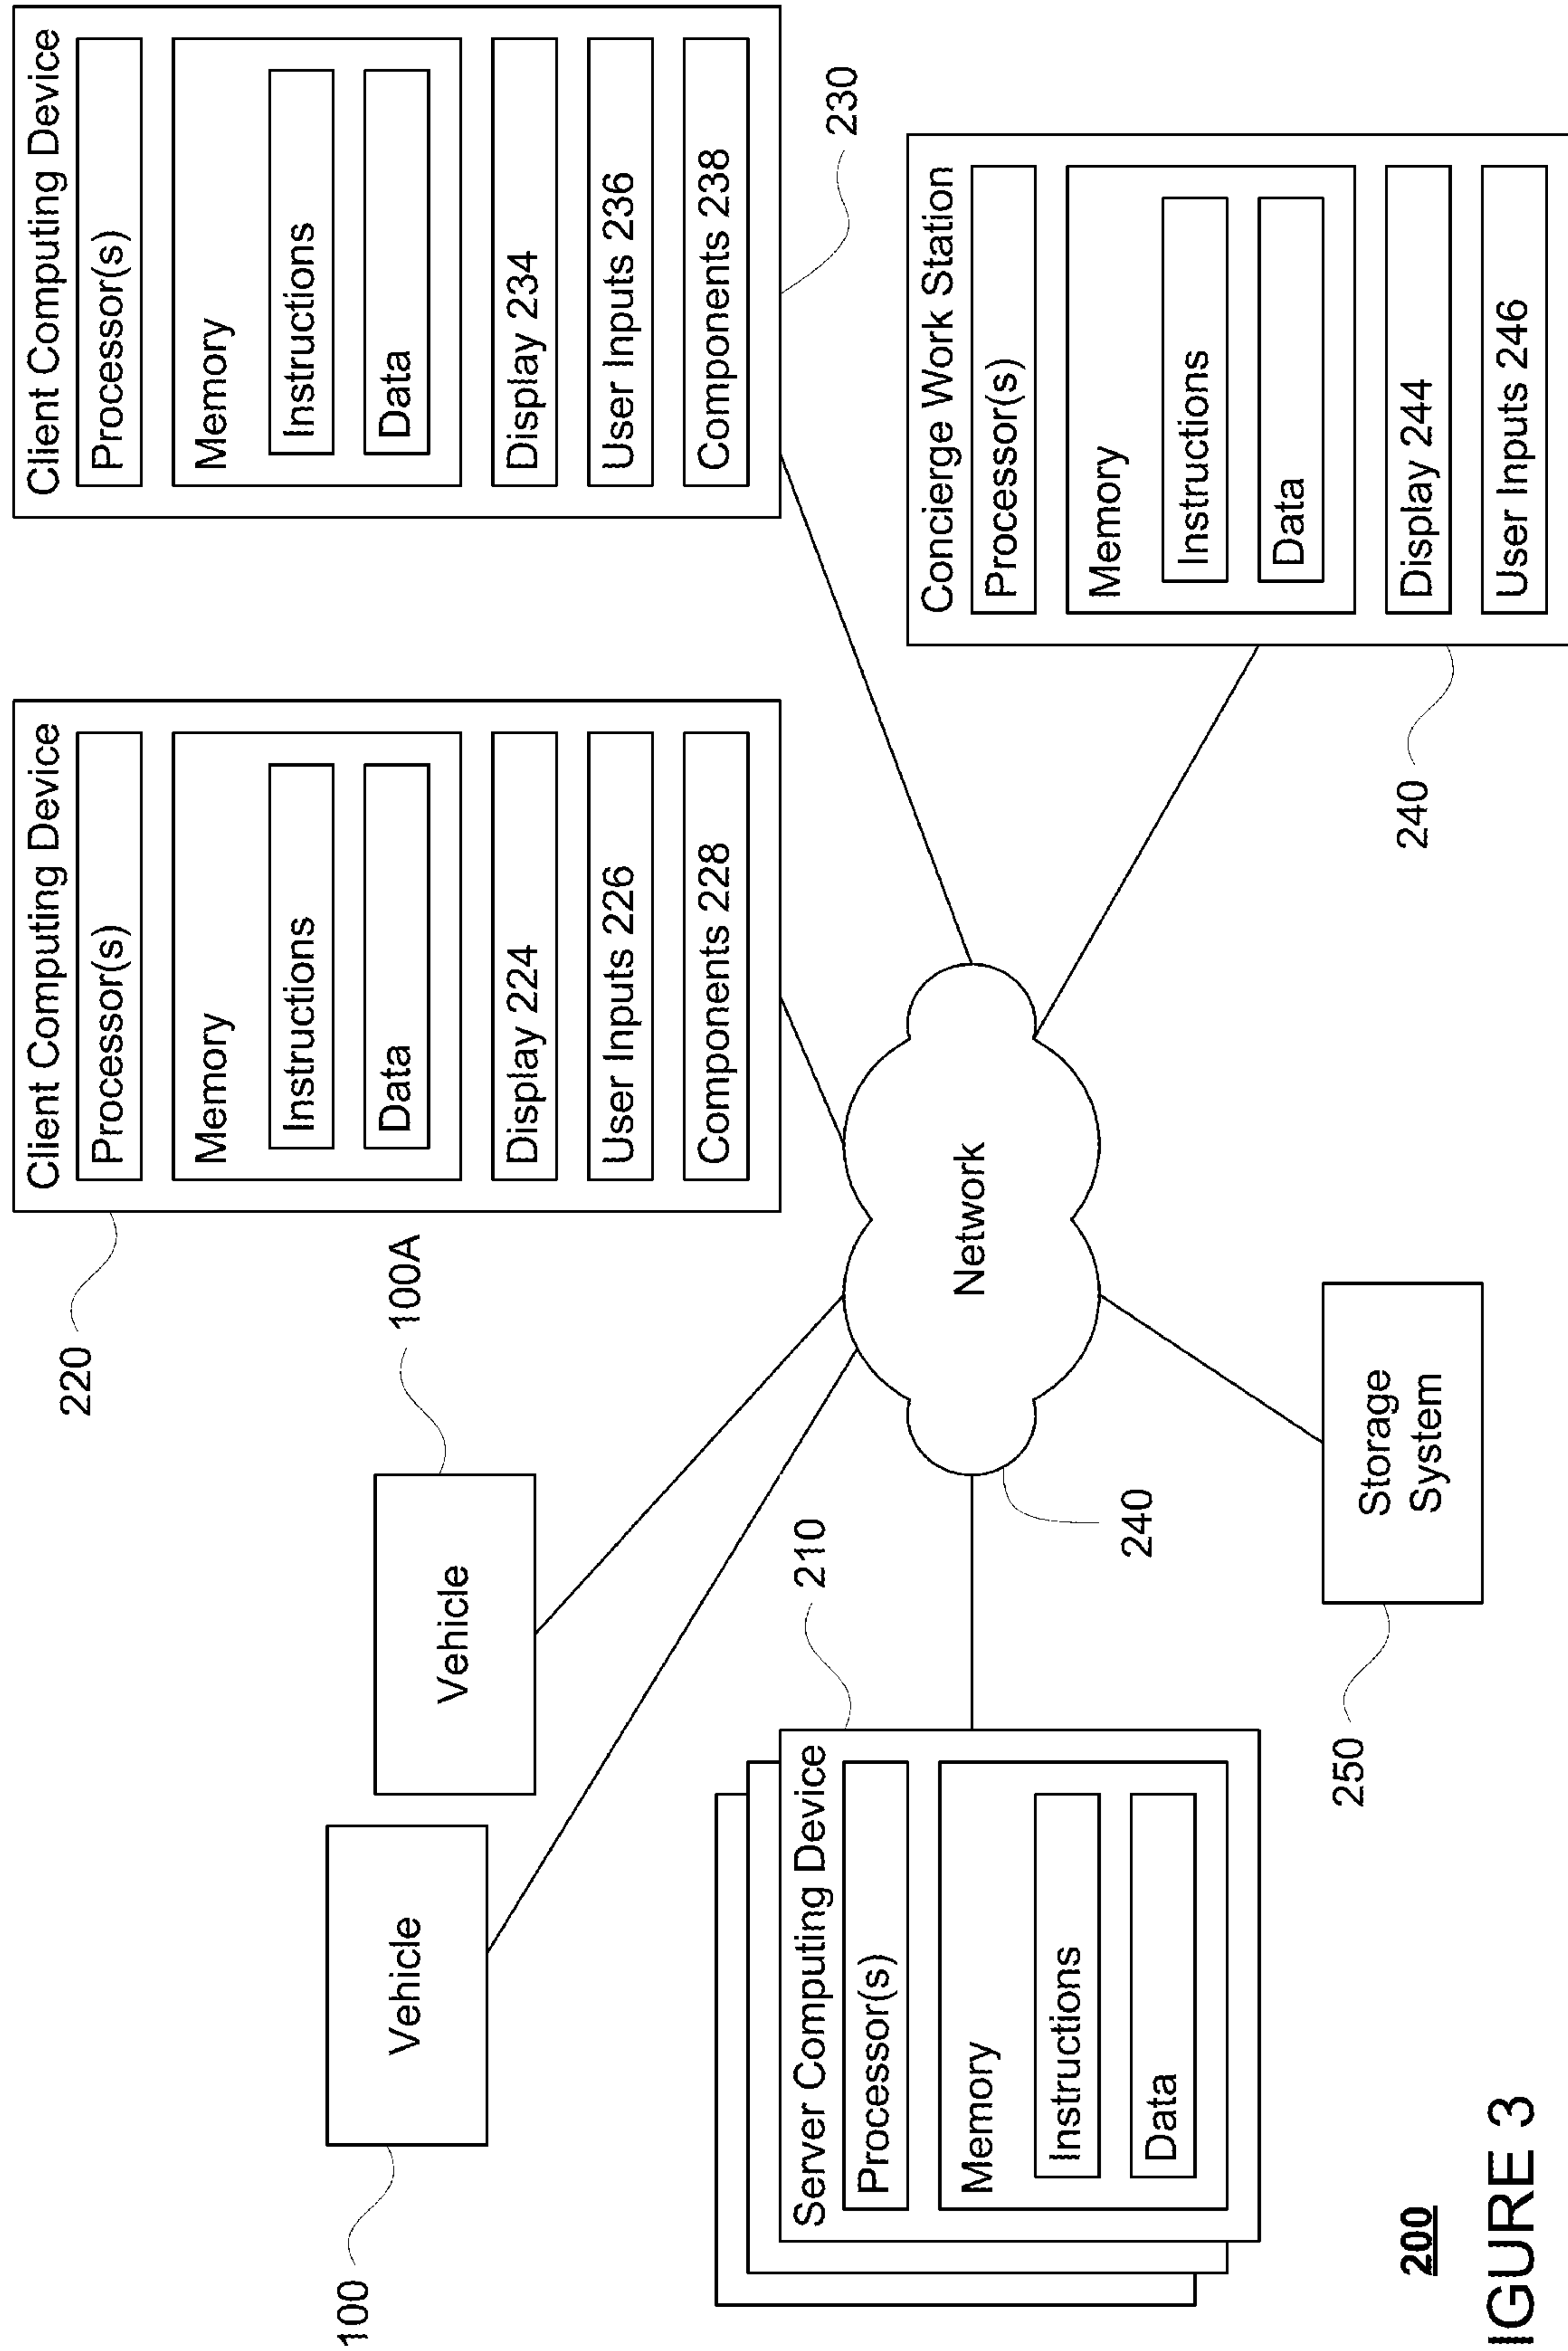 100
Vehicle
100A
Vehicle
220
Client Computing Device
Processor(s)
Memory
Instructions
Data
Display 224
User Inputs 226
Components 228
Client Computing Device
Processor(s)
Memory
Instructions
Data
Display 234
User Inputs 236
Components 238
230
210
Server Computing Device
Processor(s)
Memory
Instructions
Data
Network
240
Concierge Work Station
Processor(s)
Memory
Instructions
Data
Display 244
User Inputs 246
240
Storage
System
250
200
IGURE 3